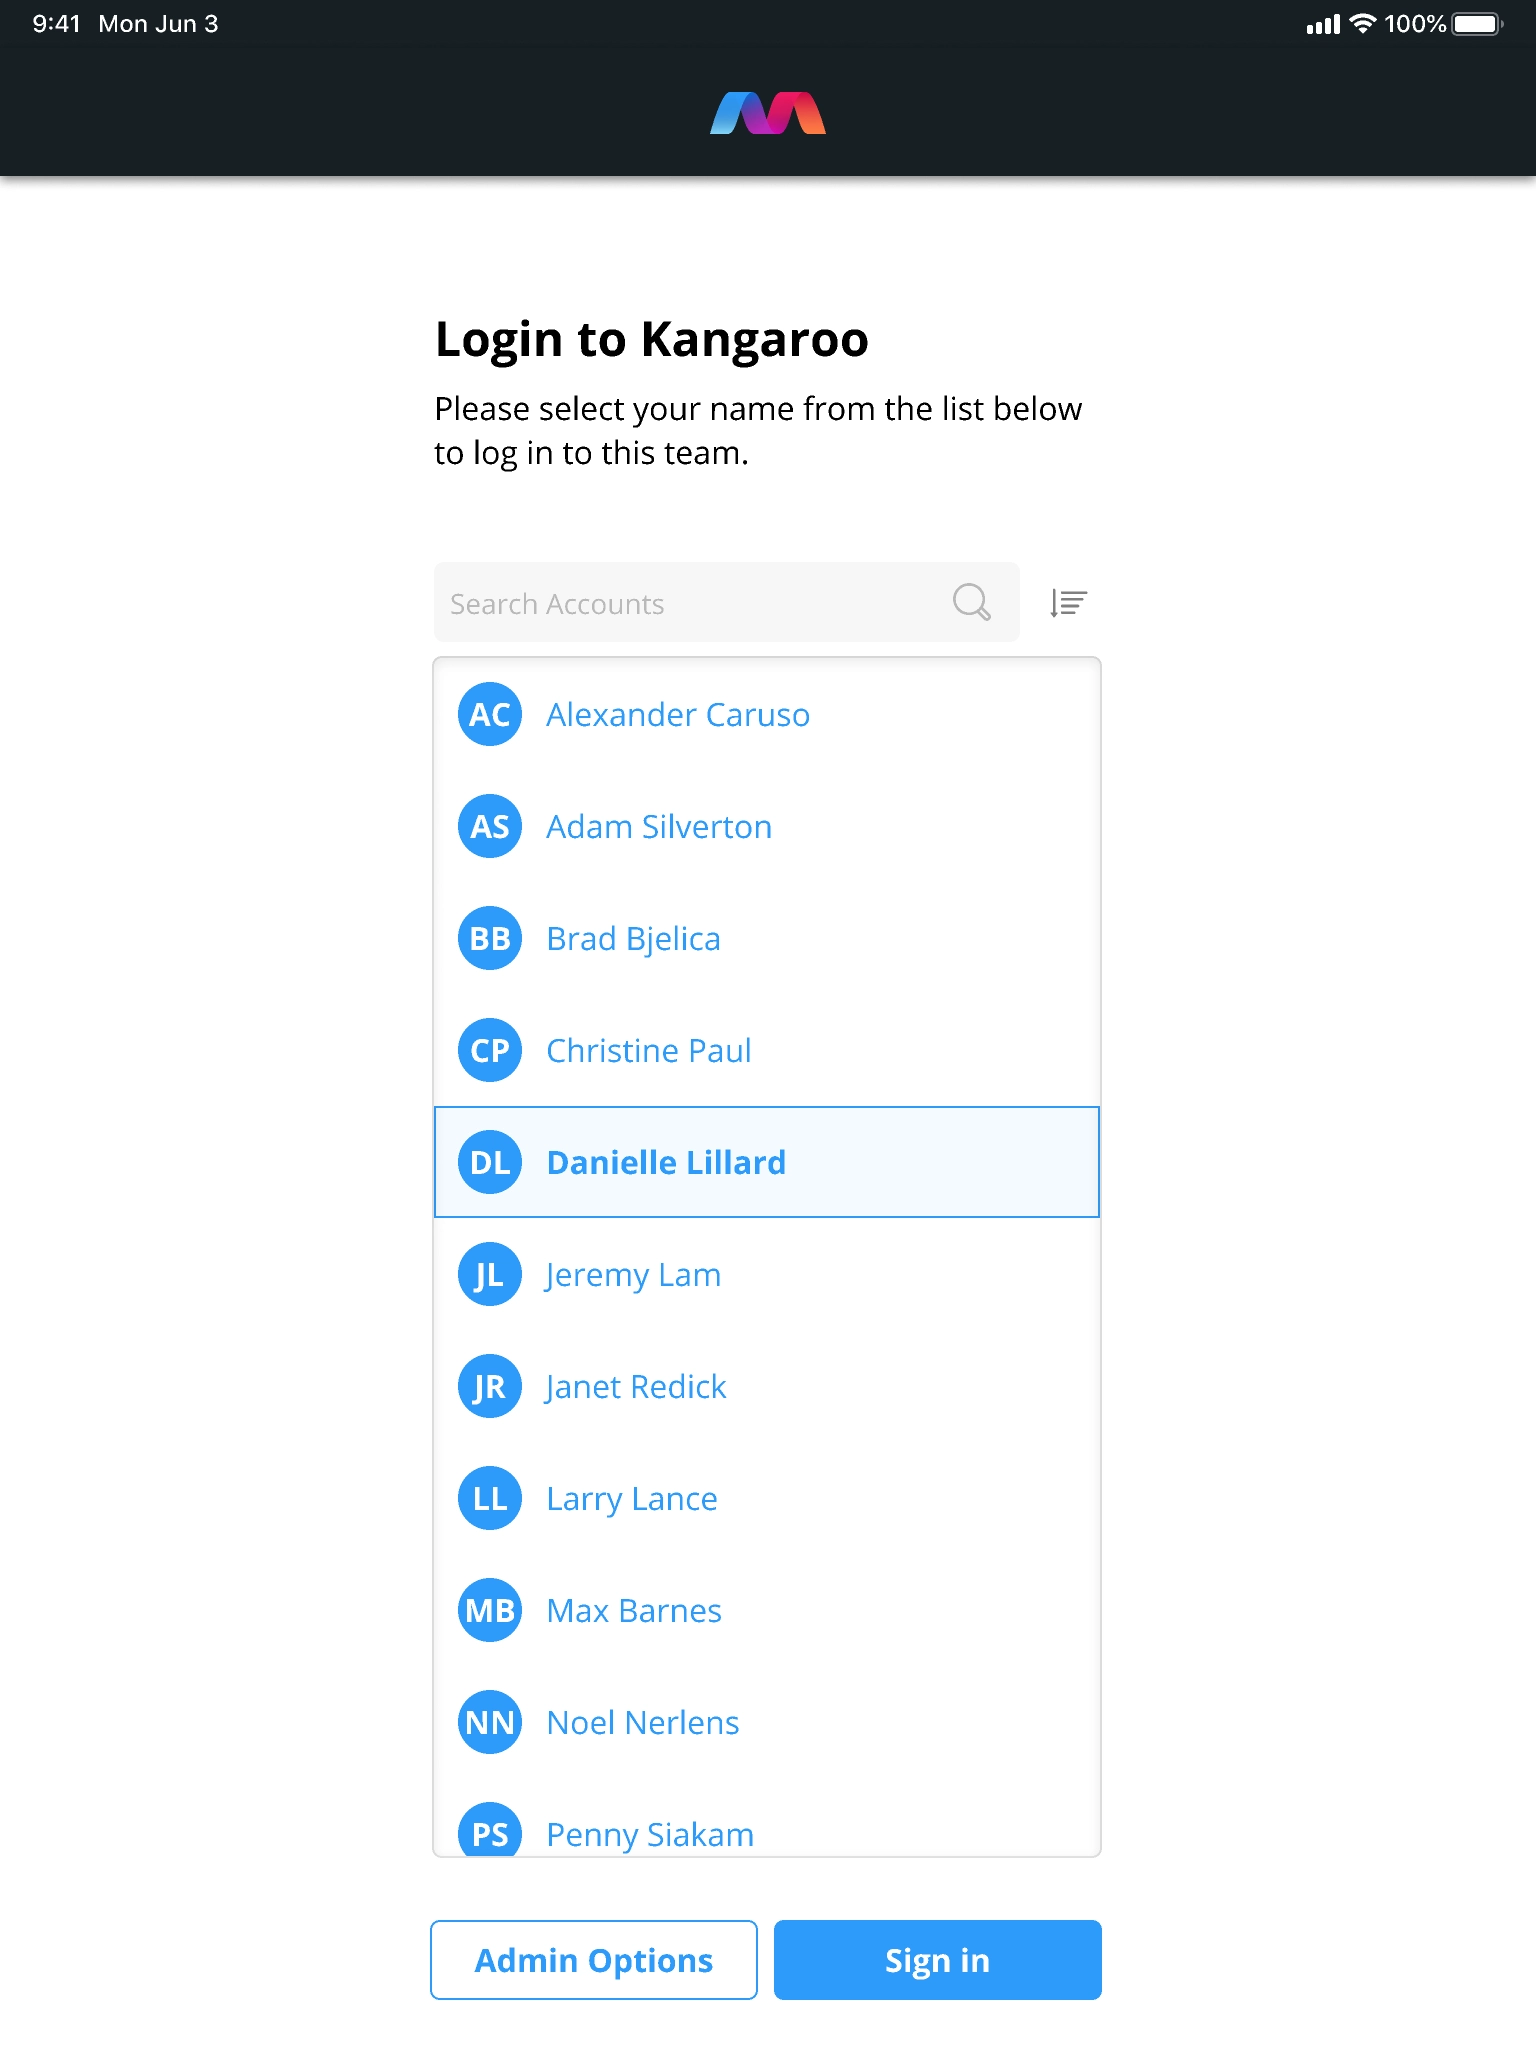 9:41 Mon Jun 3 100%
Login to Kangaroo
Please select your name from the list below
to log in to this team.
Search Accounts
AC Alexander Caruso
AS Adam Silverton
BB Brad Bjelica
CP Christine Paul
DL Danielle Lillard
JL Jeremy Lam
JR Janet Redick
LL Larry Lance
MB Max Barnes
NN Noel Nerlens
PS Penny Siakam
Admin Options Sign in